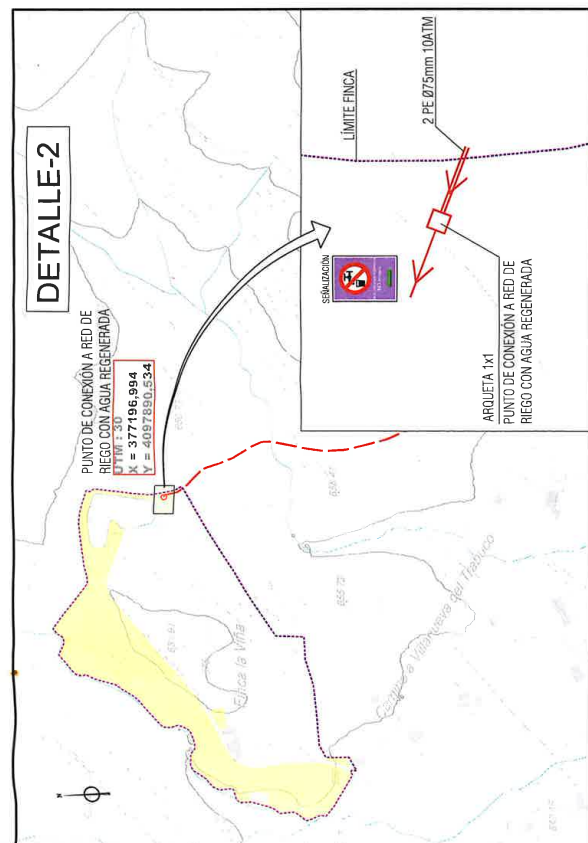 DETALLE-2
PUNTO DE CONEXIÓN A RED DE
RIEGO CON AGUA REGENERADA
UTM : 30
X = 377196,994
Y = 4097890,534
LÍMITE FINCA
2 PE Ø75mm 10ATM
SEÑALIZACIÓN
ARQUETA 1x1
PUNTO DE CONEXIÓN A RED DE
RIEGO CON AGUA REGENERADA
Finca la Viña
Camino a Villanueva del Trabuco
N